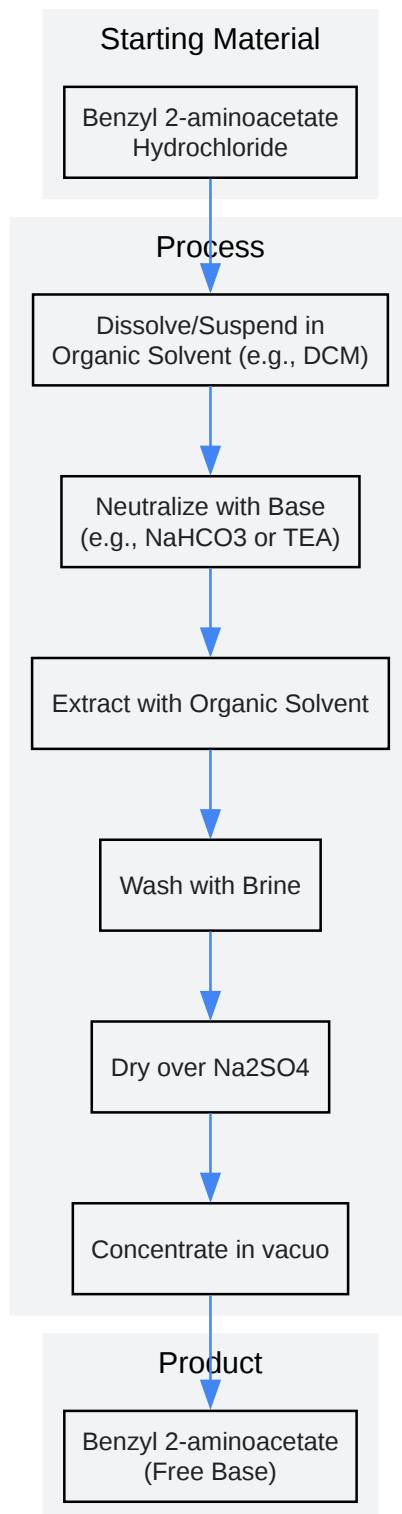 Starting Material
Benzyl 2-aminoacetate
Hydrochloride
Process
Dissolve/Suspend in
Organic Solvent (e.g., DCM)
Neutralize with Base
(e.g., NaHCO3 or TEA)
Extract with Organic Solvent
Wash with Brine
Dry over Na2SO4
Concentrate in vacuo
Product
Benzyl 2-aminoacetate
(Free Base)